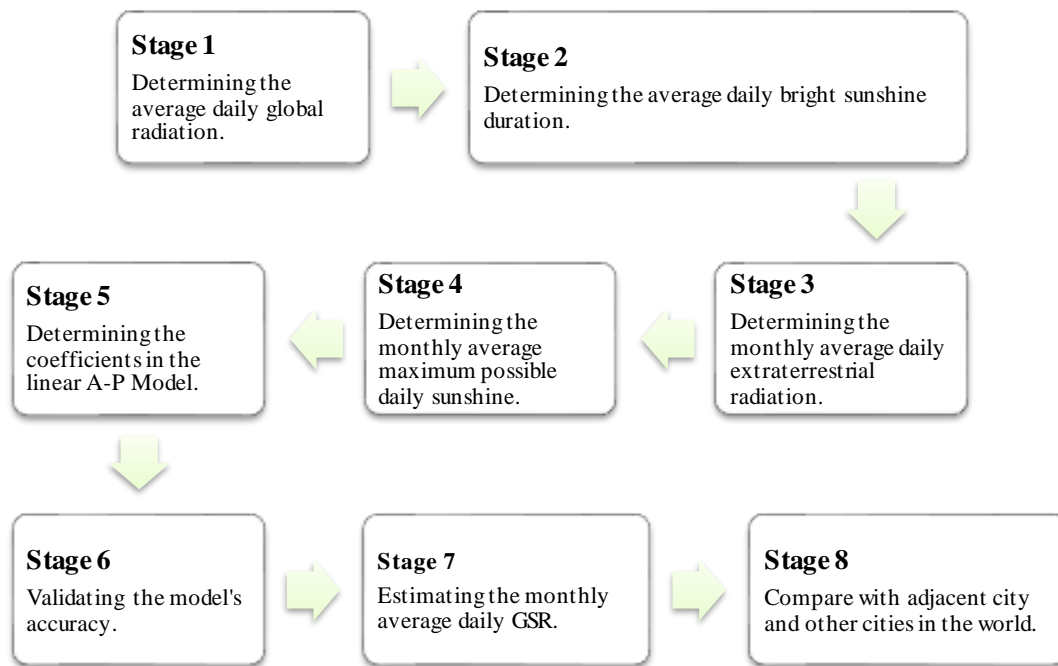 Stage 1
Determining the
average daily global
radiation.
Stage 2
Determining the average daily bright sunshine
duration.
Stage 3
Determining the
monthly average daily
extraterrestrial
radiation.
Stage 4
Determining the
monthly average
maximum possible
daily sunshine.
Stage 5
Determining the
coefficients in the
linear A-P Model.
Stage 6
Validating the model's
accuracy.
Stage 7
Estimating the monthly
average daily GSR.
Stage 8
Compare with adjacent city
and other cities in the world.